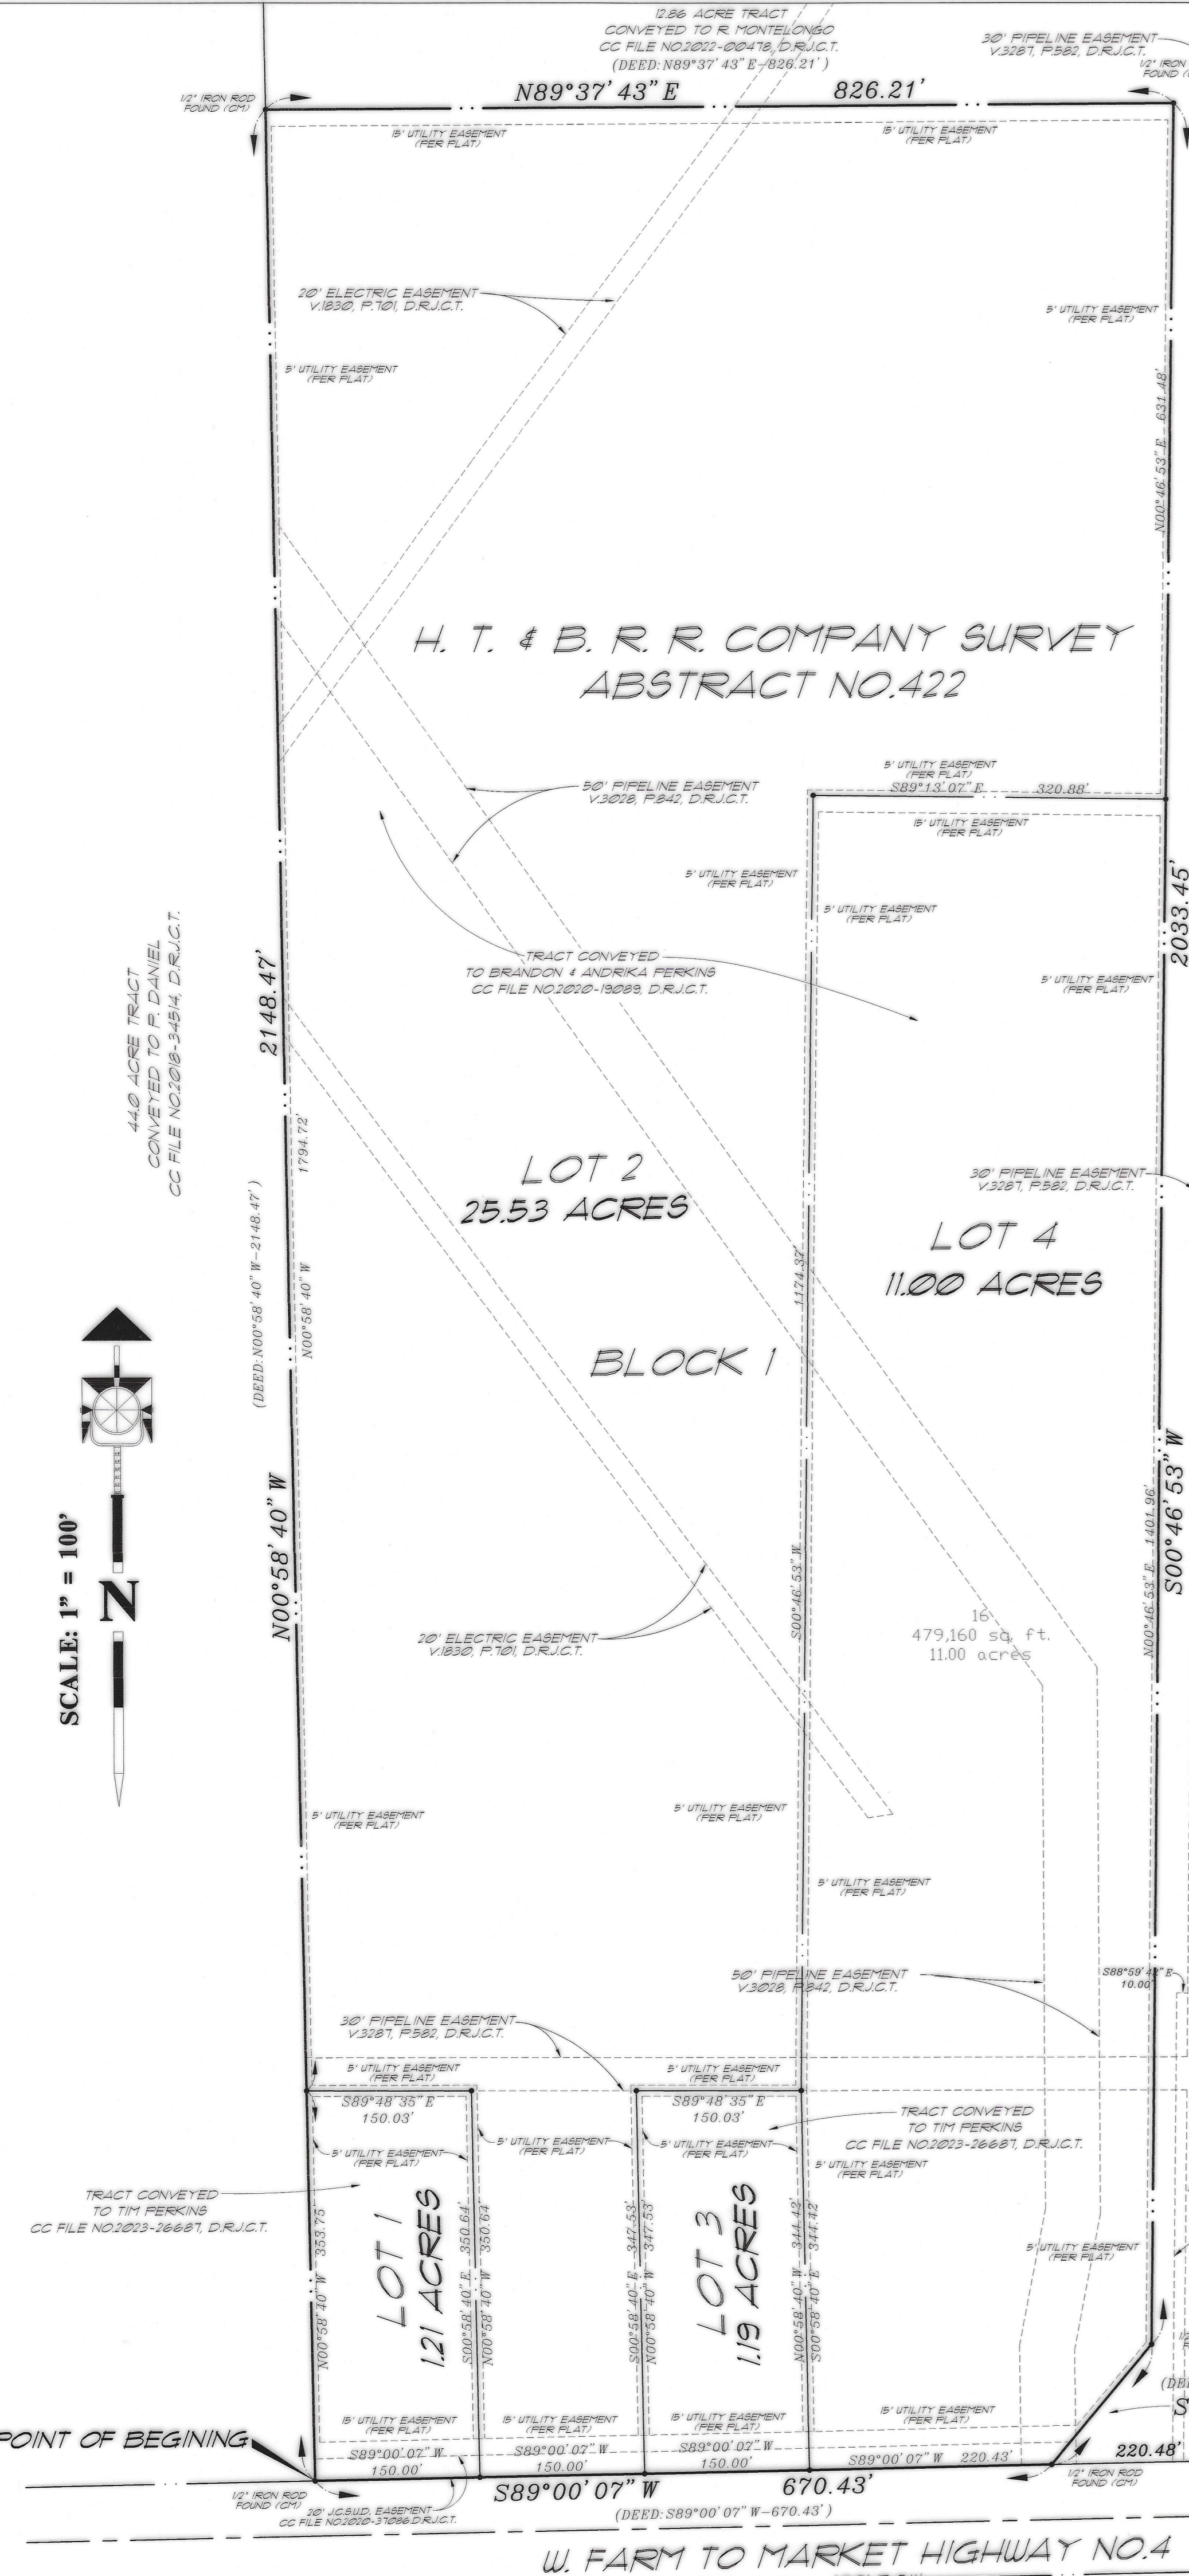 12.86 ACRE TRACT
CONVEYED TO R. MONTELONGO
CC FILE NO.2022-00478, D.R.J.C.T.
(DEED: N89°37'43" E-826.21')
30' PIPELINE EASEMENT
V.3287, P.582, D.R.J.C.T.
1/2" IRON
FOUND
1/2" IRON ROD
FOUND (CM)
N89°37'43" E 826.21'
15' UTILITY EASEMENT
(PER PLAT)
15' UTILITY EASEMENT
(PER PLAT)
20' ELECTRIC EASEMENT
V.1830, P.701, D.R.J.C.T.
5' UTILITY EASEMENT
(PER PLAT)
5' UTILITY EASEMENT
(PER PLAT)
N00°46'53" E 631.48'
H. T. & B. R. R. COMPANY SURVEY
ABSTRACT NO.422
50' PIPELINE EASEMENT
V.3028, P.842, D.R.J.C.T.
5' UTILITY EASEMENT
(PER PLAT)
S89°13'07" E 320.88'
15' UTILITY EASEMENT
(PER PLAT)
5' UTILITY EASEMENT
(PER PLAT)
5' UTILITY EASEMENT
(PER PLAT)
2033.45'
TRACT CONVEYED
TO BRANDON & ANDRIKA PERKINS
CC FILE NO.2020-19089, D.R.J.C.T.
5' UTILITY EASEMENT
(PER PLAT)
44.0 ACRE TRACT
CONVEYED TO P. DANIEL
CC FILE NO.2018-34514, D.R.J.C.T.
2148.47'
1794.72'
(DEED: N00°58'40" W-2148.47')
N00°58'40" W
LOT 2
25.53 ACRES
30' PIPELINE EASEMENT
V.3287, P.582, D.R.J.C.T.
LOT 4
11.00 ACRES
1174.37'
BLOCK 1
N00°58'40" W
SCALE: 1" = 100'
N
S00°46'53" W
N00°46'53" E 1401.96'
S00°46'53" W
16
479,160 sq. ft.
11.00 acres
20' ELECTRIC EASEMENT
V.1830, P.701, D.R.J.C.T.
5' UTILITY EASEMENT
(PER PLAT)
5' UTILITY EASEMENT
(PER PLAT)
5' UTILITY EASEMENT
(PER PLAT)
50' PIPELINE EASEMENT
V.3028, P.842, D.R.J.C.T.
S88°59'42" E
10.00'
30' PIPELINE EASEMENT
V.3287, P.582, D.R.J.C.T.
5' UTILITY EASEMENT
(PER PLAT)
5' UTILITY EASEMENT
(PER PLAT)
S89°48'35" E
150.03'
S89°48'35" E
150.03'
TRACT CONVEYED
TO TIM PERKINS
CC FILE NO.2023-26687, D.R.J.C.T.
5' UTILITY EASEMENT
(PER PLAT)
5' UTILITY EASEMENT
(PER PLAT)
5' UTILITY EASEMENT
(PER PLAT)
5' UTILITY EASEMENT
(PER PLAT)
TRACT CONVEYED
TO TIM PERKINS
CC FILE NO.2023-26687, D.R.J.C.T.
N00°58'40" W 353.75'
LOT 1
1.21 ACRES
S00°58'40" E 350.64'
N00°58'40" W 350.64'
S00°58'40" E 347.53'
N00°58'40" W 347.53'
LOT 3
1.19 ACRES
N00°58'40" W 344.42'
S00°58'40" E 344.42'
5' UTILITY EASEMENT
(PER PLAT)
15' UTILITY EASEMENT
(PER PLAT)
15' UTILITY EASEMENT
(PER PLAT)
15' UTILITY EASEMENT
(PER PLAT)
15' UTILITY EASEMENT
(PER PLAT)
POINT OF BEGINING
S89°00'07" W
150.00'
S89°00'07" W
150.00'
S89°00'07" W
150.00'
S89°00'07" W 220.43'
220.48'
1/2" IRON ROD
FOUND (CM)
S89°00'07" W 670.43'
1/2" IRON ROD
FOUND (CM)
20' J.C.S.U.D. EASEMENT
CC FILE NO.2020-37086,D.R.J.C.T.
(DEED: S89°00'07" W-670.43')
W. FARM TO MARKET HIGHWAY NO.4